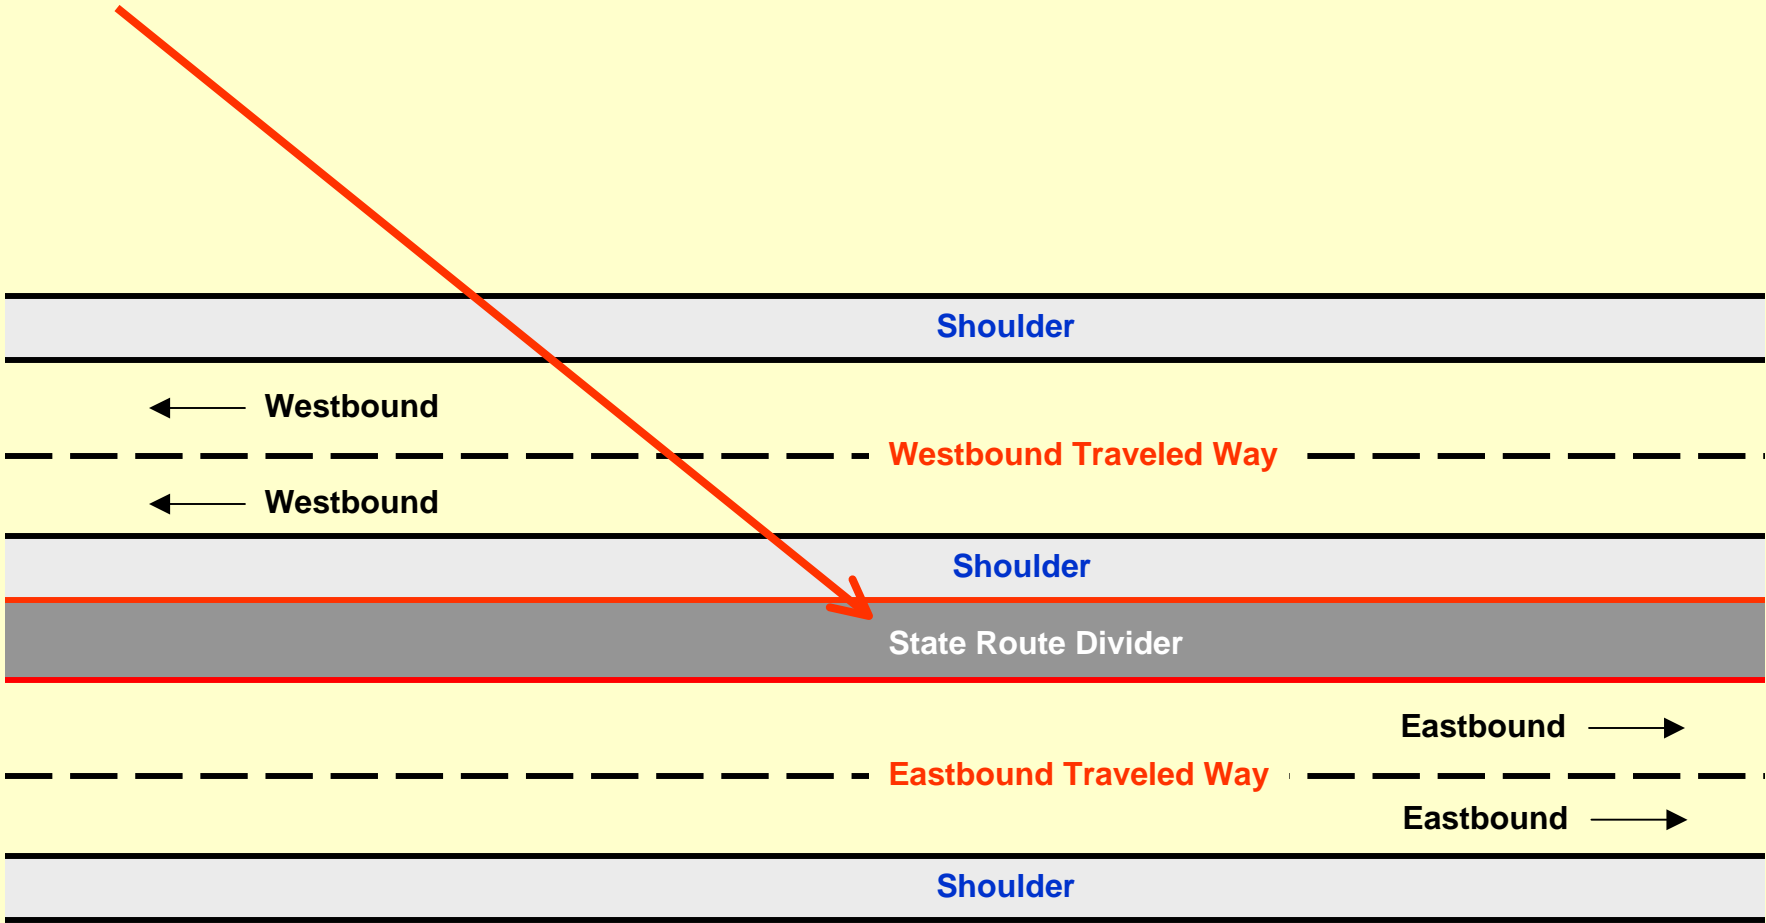 Shoulder
Westbound
Westbound Traveled Way
Westbound
Shoulder
State Route Divider
Eastbound
Eastbound Traveled Way
Eastbound
Shoulder